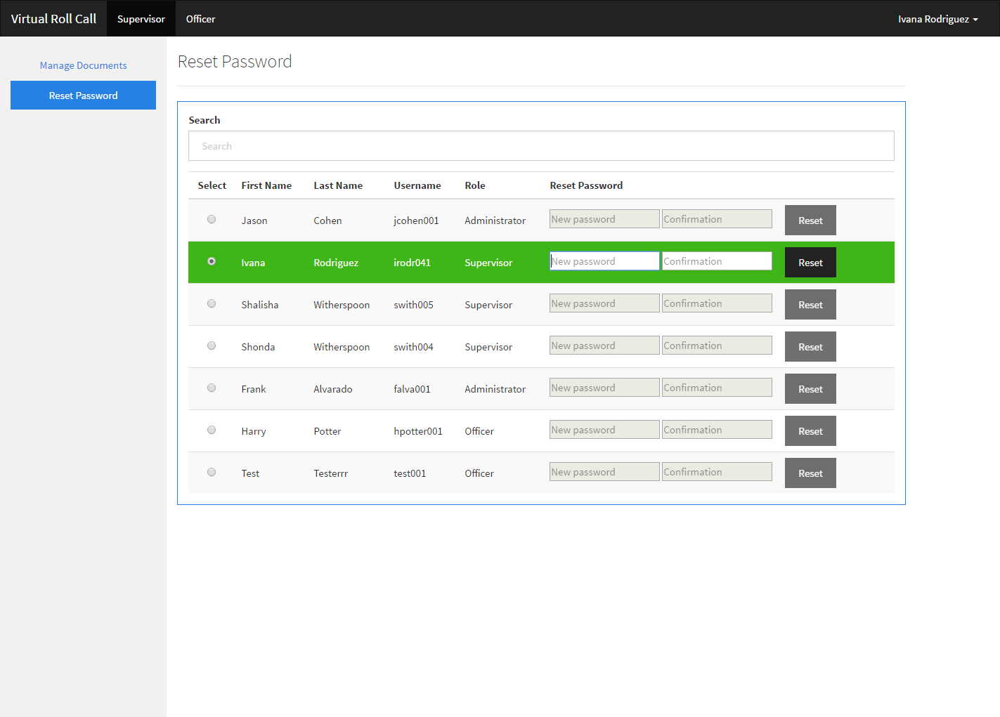 Virtual Roll Call Supervisor Officer Ivana Rodriguez
Manage Documents
Reset Password
Reset Password
Search
Search
Select First Name Last Name Username Role Reset Password
Jason Cohen jcohen001 Administrator New password Confirmation Reset
Ivana Rodriguez irodr041 Supervisor New password Confirmation Reset
Shalisha Witherspoon swith005 Supervisor New password Confirmation Reset
Shonda Witherspoon swith004 Supervisor New password Confirmation Reset
Frank Alvarado falva001 Administrator New password Confirmation Reset
Harry Potter hpotter001 Officer New password Confirmation Reset
Test Testerrr test001 Officer New password Confirmation Reset